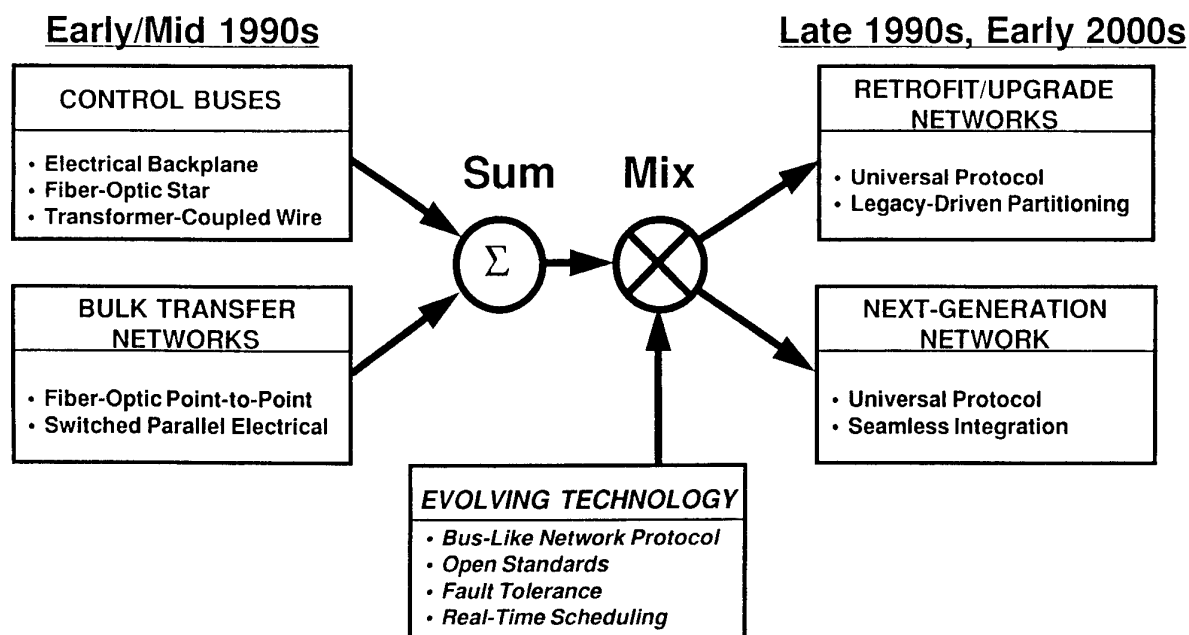 Early/Mid 1990s
Late 1990s, Early 2000s
CONTROL BUSES
• Electrical Backplane
• Fiber-Optic Star
• Transformer-Coupled Wire
BULK TRANSFER
NETWORKS
• Fiber-Optic Point-to-Point
• Switched Parallel Electrical
Sum
Σ
Mix
EVOLVING TECHNOLOGY
• Bus-Like Network Protocol
• Open Standards
• Fault Tolerance
• Real-Time Scheduling
RETROFIT/UPGRADE
NETWORKS
• Universal Protocol
• Legacy-Driven Partitioning
NEXT-GENERATION
NETWORK
• Universal Protocol
• Seamless Integration